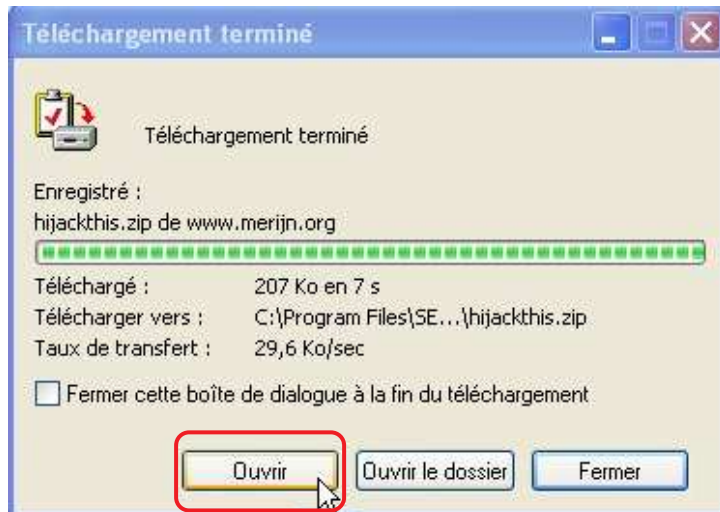 Téléchargement terminé
Téléchargement terminé
Enregistré :
hijackthis.zip de www.merijn.org
Téléchargé : 207 Ko en 7 s
Télécharger vers : C:\Program Files\SE...\hijackthis.zip
Taux de transfert : 29,6 Ko/sec
Fermer cette boîte de dialogue à la fin du téléchargement
Ouvrir Ouvrir le dossier Fermer